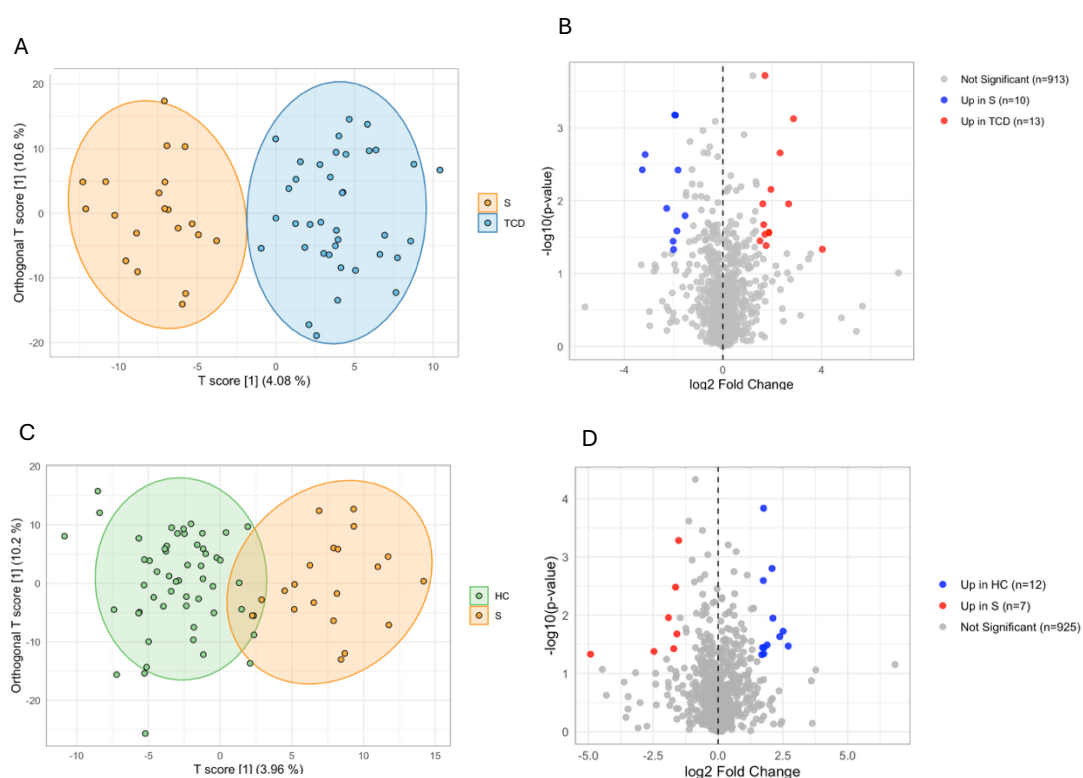 A
20
10
0
-10
-20
Orthogonal T score [1] (10.6 %)
-10
-5
0
5
10
T score [1] (4.08 %)
S
TCD
B
3
2
1
0
-log10(p-value)
-4
0
4
log2 Fold Change
Not Significant (n=913)
Up in S (n=10)
Up in TCD (n=13)
C
20
10
0
-10
-20
Orthogonal T score [1] (10.2 %)
-10
-5
0
5
10
15
T score [1] (3.96 %)
HC
S
D
4
3
2
1
0
-log10(p-value)
-5.0
-2.5
0.0
2.5
5.0
log2 Fold Change
Up in HC (n=12)
Up in S (n=7)
Not Significant (n=925)